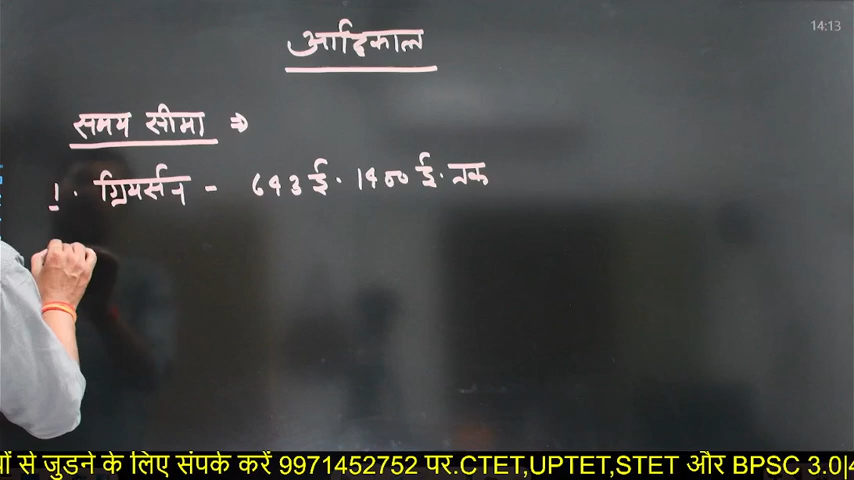 14:13
आदिकाल
समय सीमा ⇒
1. ग्रियर्सन - 643 ई. 1400 ई. तक
से जुडने के लिए संपर्क करें 9971452752 पर.CTET,UPTET,STET और BPSC 3.0